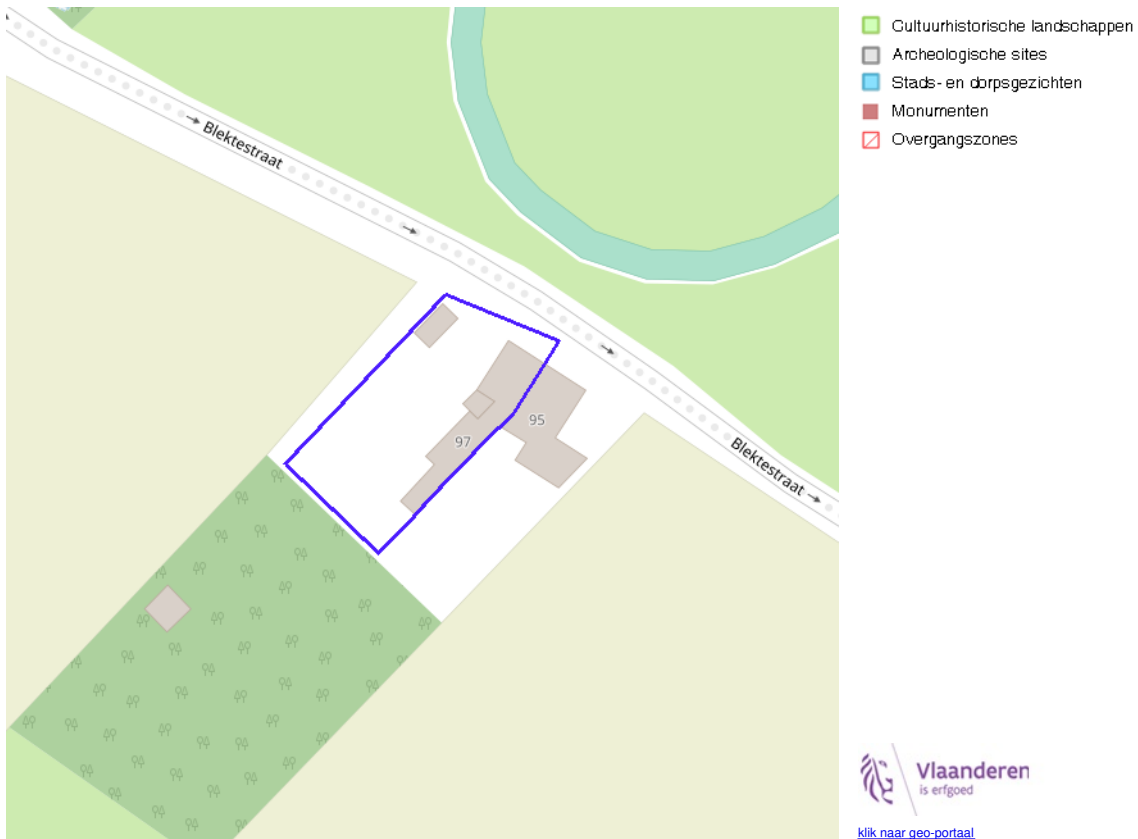 Blektestraat
97
95
Blektestraat
Cultuurhistorische landschappen
Archeologische sites
Stads- en dorpsgezichten
Monumenten
Overgangszones
Vlaanderen
is erfgoed
klik naar geo-portaal